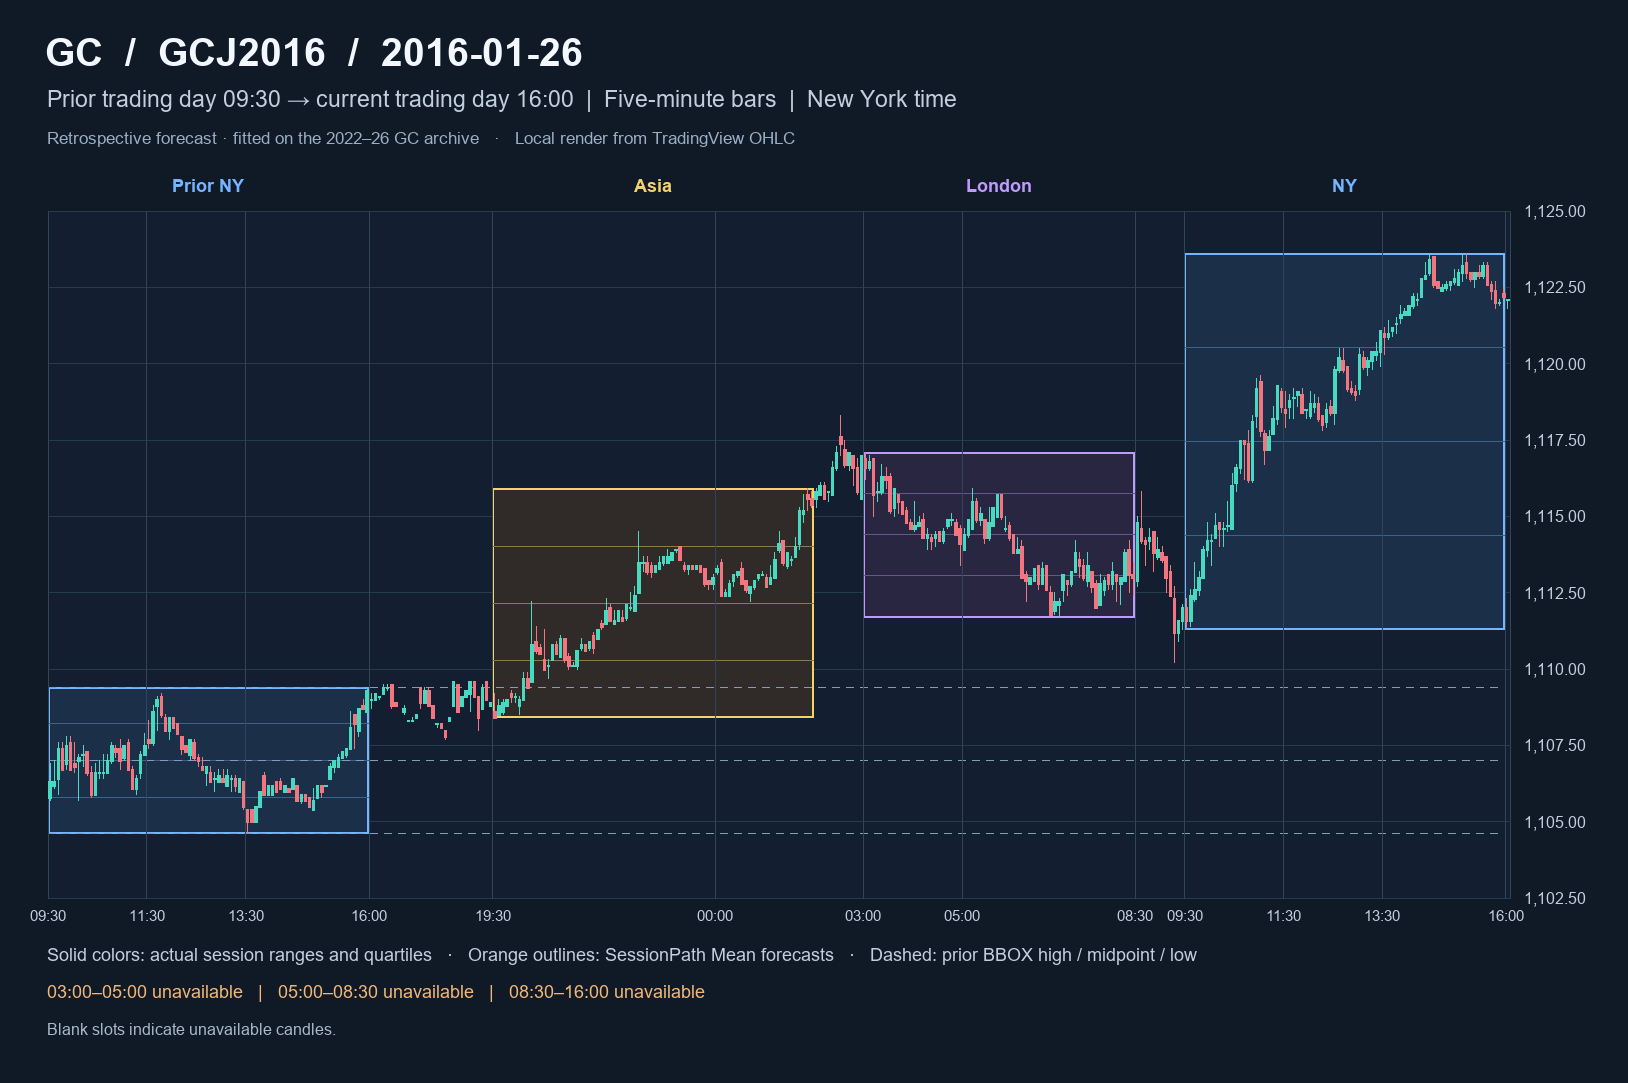 GC / GCJ2016 / 2016-01-26
Prior trading day 09:30 → current trading day 16:00 | Five-minute bars | New York time
Retrospective forecast · fitted on the 2022–26 GC archive · Local render from TradingView OHLC
Prior NY Asia London NY
1,125.00
1,122.50
1,120.00
1,117.50
1,115.00
1,112.50
1,110.00
1,107.50
1,105.00
1,102.50
09:30 11:30 13:30 16:00 19:30 00:00 03:00 05:00 08:30 09:30 11:30 13:30 16:00
Solid colors: actual session ranges and quartiles · Orange outlines: SessionPath Mean forecasts · Dashed: prior BBOX high / midpoint / low
03:00–05:00 unavailable | 05:00–08:30 unavailable | 08:30–16:00 unavailable
Blank slots indicate unavailable candles.